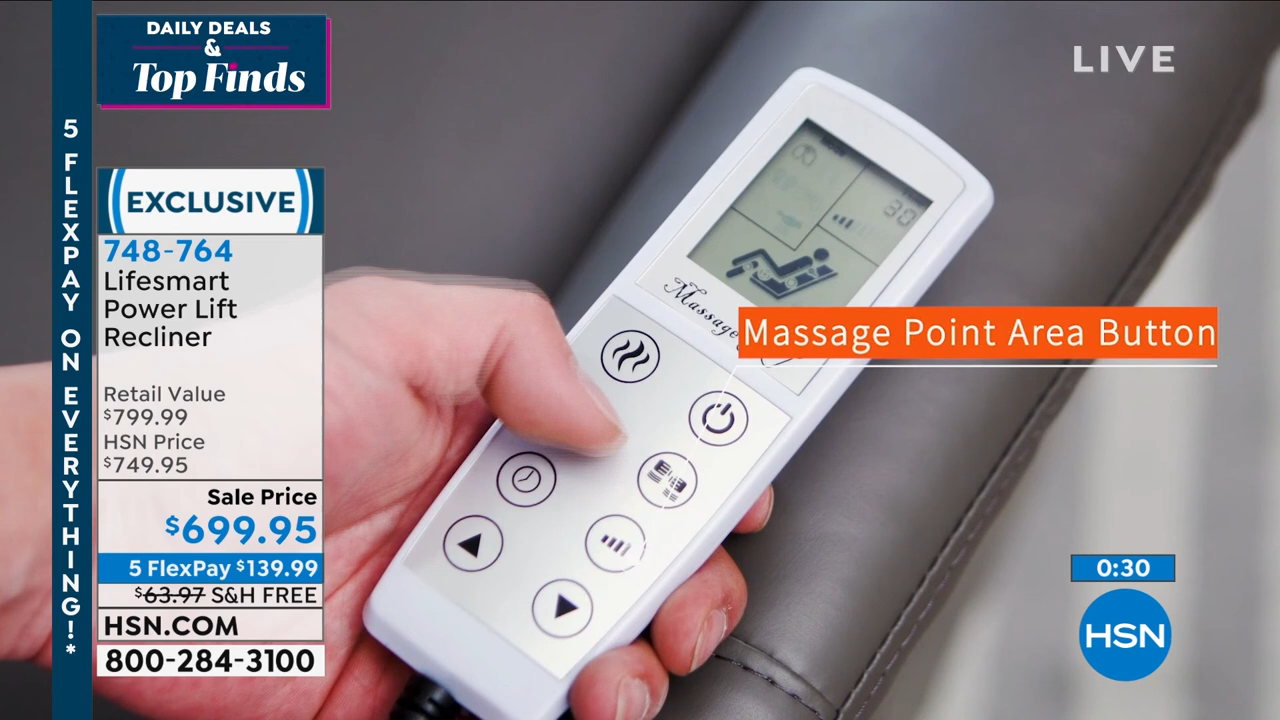 DAILY DEALS
&
Top Finds
LIVE
5 FLEXPAY ON EVERYTHING!*
EXCLUSIVE
748-764
Lifesmart
Power Lift
Recliner
Retail Value
$799.99
HSN Price
$749.95
Sale Price
$699.95
5 FlexPay $139.99
$63.97 S&H FREE
HSN.COM
800-284-3100
30
Massage
Massage Point Area Button
0:30
HSN